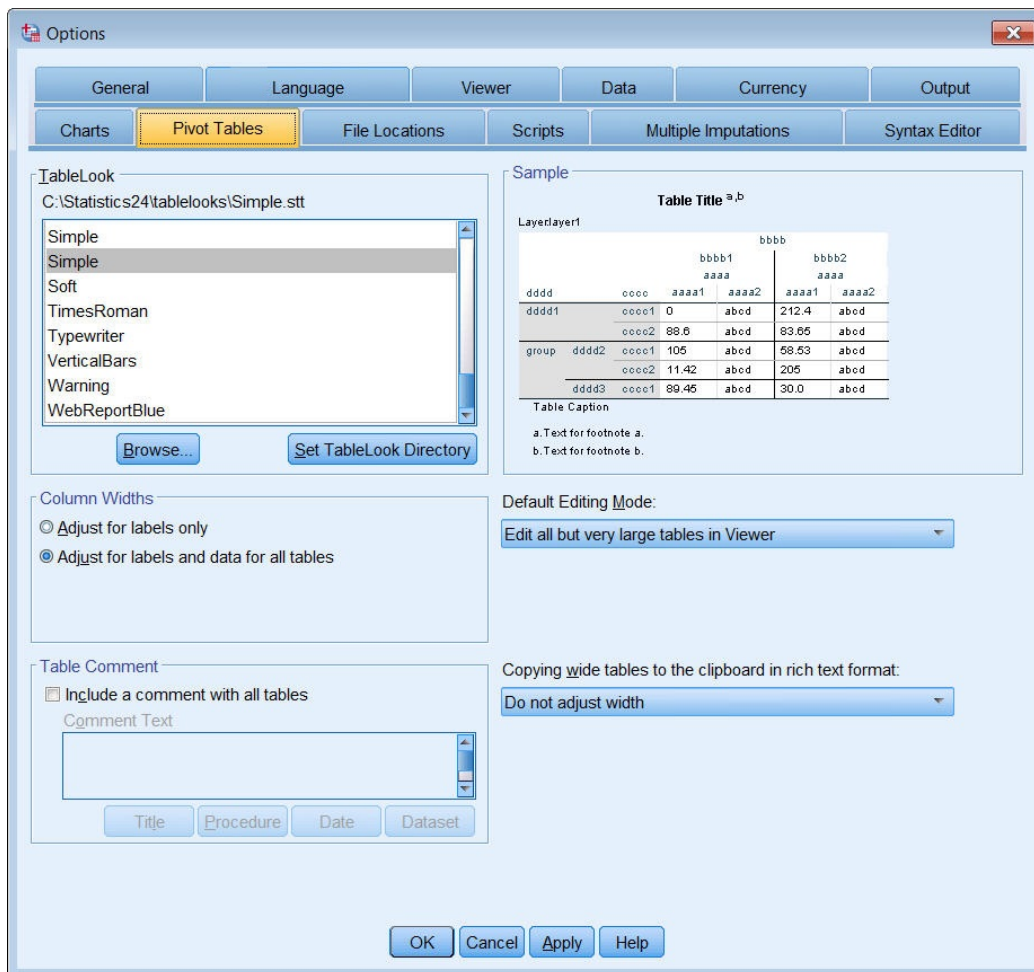 Options
General Language Viewer Data Currency Output
Charts Pivot Tables File Locations Scripts Multiple Imputations Syntax Editor
TableLook
C:\Statistics24\tablelooks\Simple.stt
Simple
Simple
Soft
TimesRoman
Typewriter
VerticalBars
Warning
WebReportBlue
Browse... Set TableLook Directory
Sample
Table Title a,b
Layerlayer1
bbbb
bbbb1 bbbb2
aaaa aaaa
dddd cccc aaaa1 aaaa2 aaaa1 aaaa2
dddd1 cccc1 0 abcd 212.4 abcd
cccc2 88.6 abcd 83.65 abcd
group dddd2 cccc1 105 abcd 58.53 abcd
cccc2 11.42 abcd 205 abcd
dddd3 cccc1 89.45 abcd 30.0 abcd
Table Caption
a.Text for footnote a.
b.Text for footnote b.
Column Widths
Adjust for labels only
Adjust for labels and data for all tables
Default Editing Mode:
Edit all but very large tables in Viewer
Table Comment
Include a comment with all tables
Comment Text
Title Procedure Date Dataset
Copying wide tables to the clipboard in rich text format:
Do not adjust width
OK Cancel Apply Help